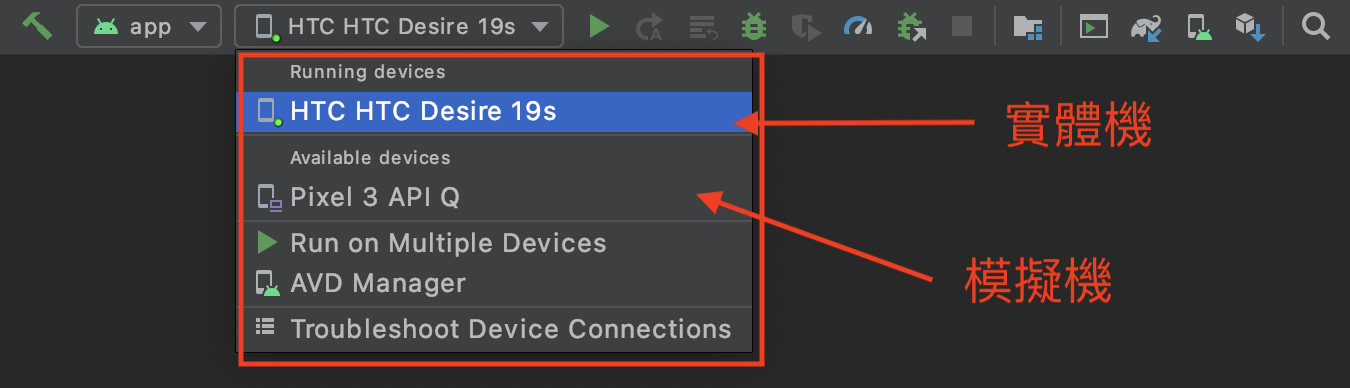 app
HTC HTC Desire 19s
Running devices
HTC HTC Desire 19s
實體機
Available devices
Pixel 3 API Q
Run on Multiple Devices
模擬機
AVD Manager
Troubleshoot Device Connections